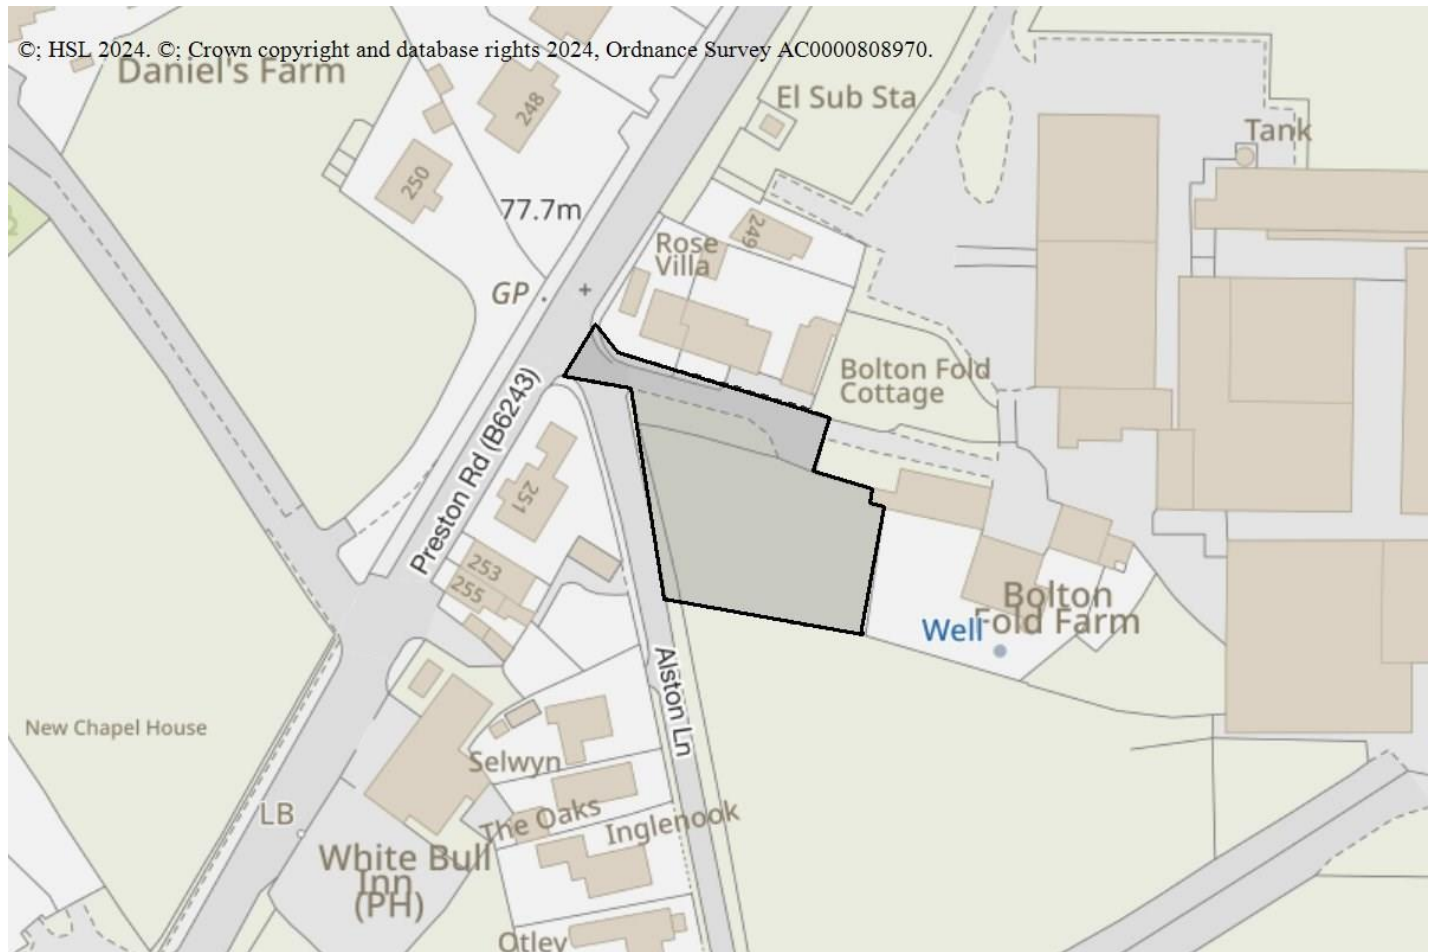 ©; HSL 2024. ©; Crown copyright and database rights 2024, Ordnance Survey AC0000808970.
Daniel's Farm
248
El Sub Sta
Tank
250
77.7m
249
Rose
Villa
GP
Bolton Fold
Cottage
Preston Rd (B6243)
251
253
255
Bolton
Fold Farm
Well
Alston Ln
New Chapel House
Selwyn
The Oaks
Inglenook
LB
White Bull
Inn
(PH)
Otley